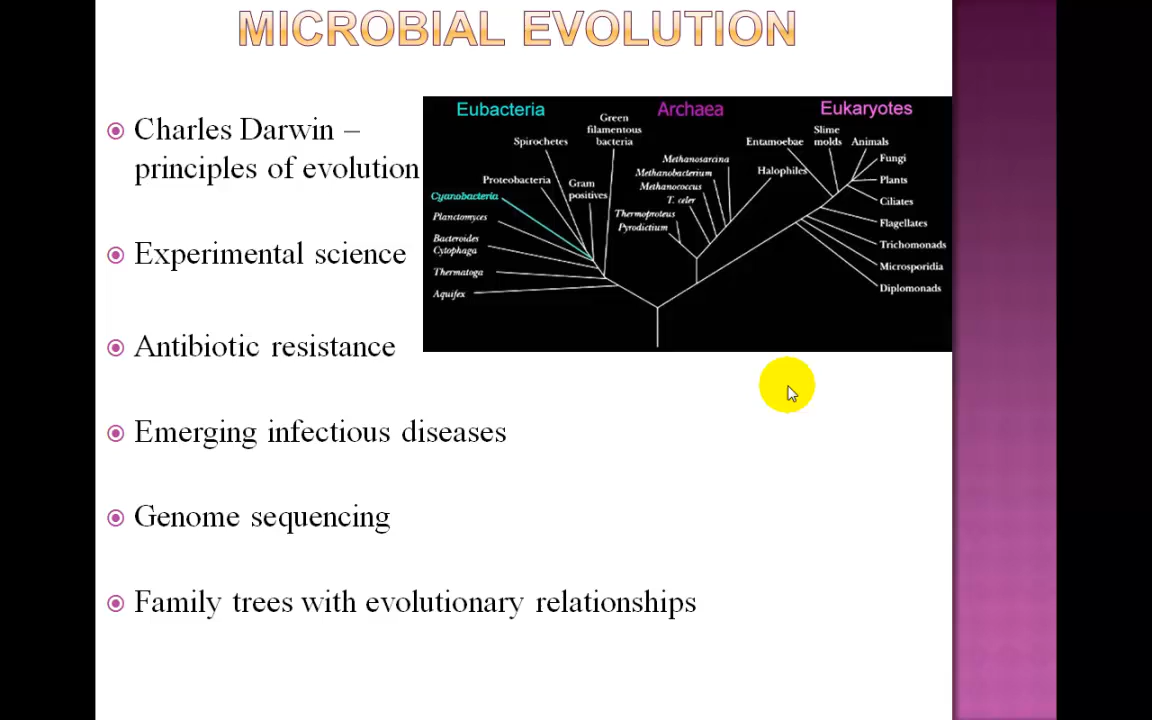 MICROBIAL EVOLUTION
Charles Darwin –
principles of evolution
Experimental science
Antibiotic resistance
Emerging infectious diseases
Genome sequencing
Family trees with evolutionary relationships
Eubacteria
Archaea
Eukaryotes
Green
filamentous
bacteria
Spirochetes
Proteobacteria
Gram
positives
Cyanobacteria
Planctomyces
Bacteroides
Cytophaga
Thermatoga
Aquifex
Methanosarcina
Methanobacterium
Methanococcus
T. celer
Thermoproteus
Pyrodictium
Halophiles
Entamoebae
Slime
molds
Animals
Fungi
Plants
Ciliates
Flagellates
Trichomonads
Microsporidia
Diplomonads